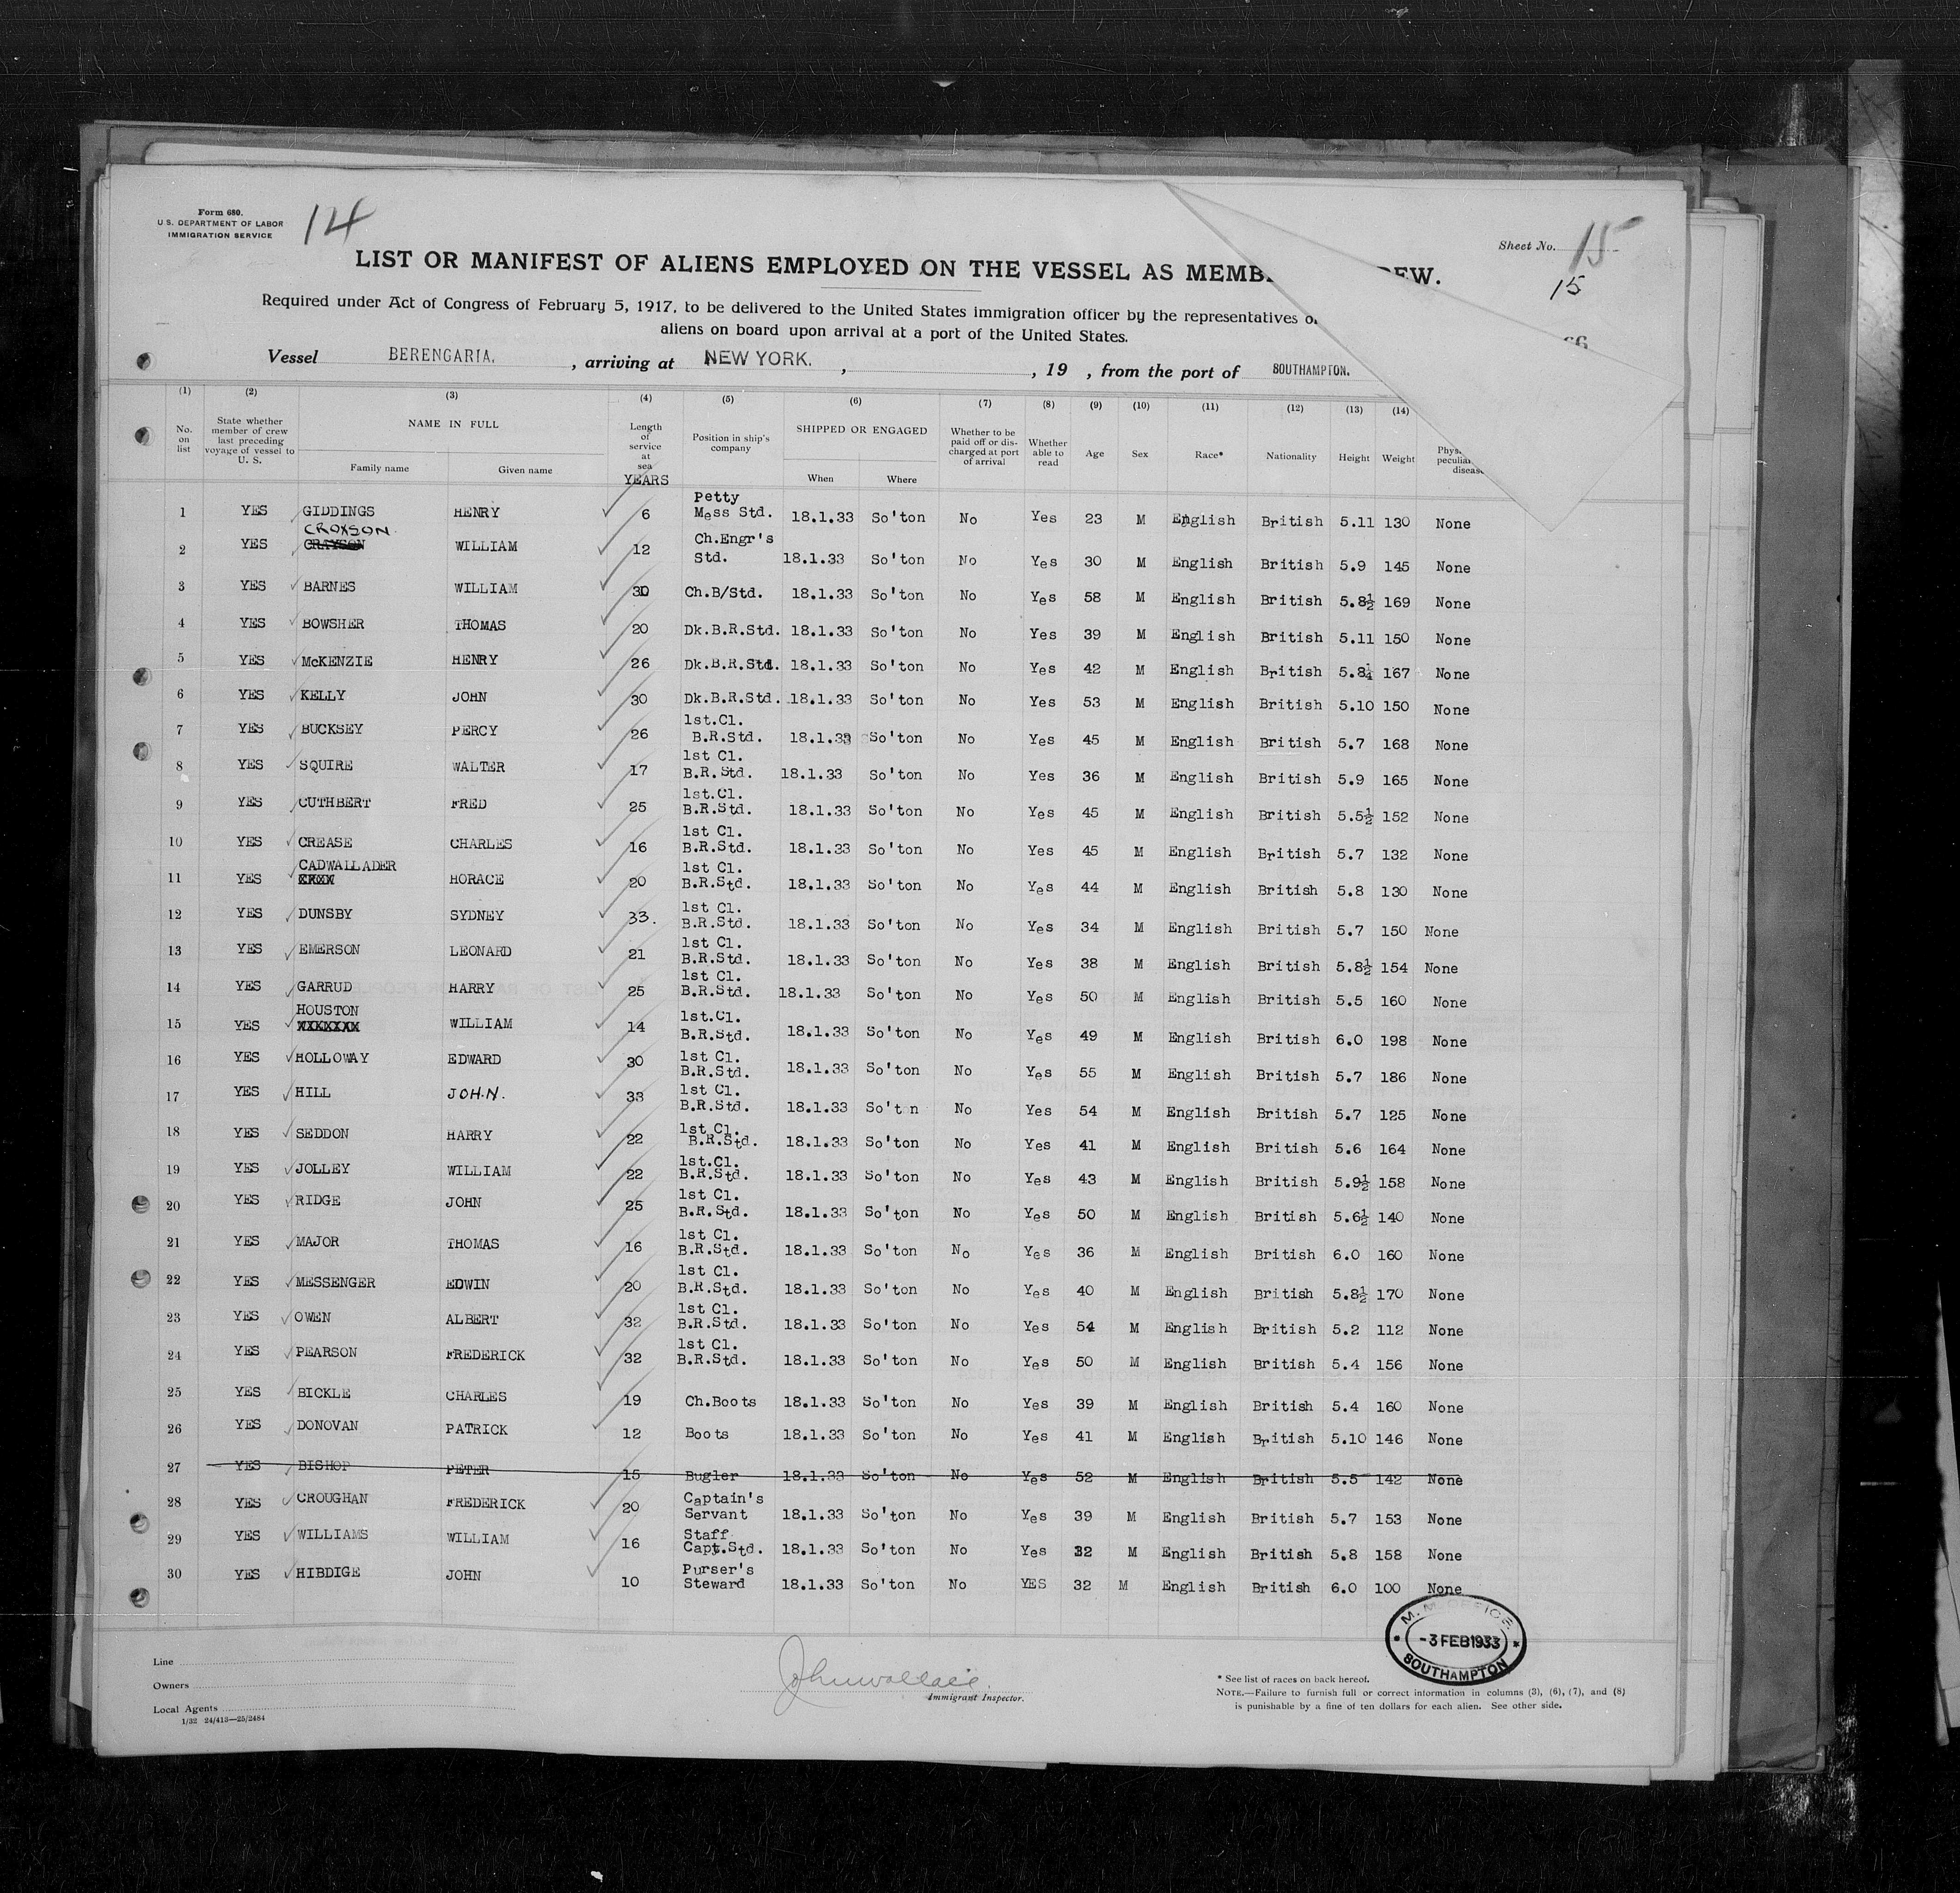 Form 680.
U.S. DEPARTMENT OF LABOR
IMMIGRATION SERVICE
14
Sheet No. 15
15
LIST OR MANIFEST OF ALIENS EMPLOYED ON THE VESSEL AS MEMB EW.
Required under Act of Congress of February 5, 1917, to be delivered to the United States immigration officer by the representatives o
aliens on board upon arrival at a port of the United States.
66
Vessel BERENGARIA. , arriving at NEW YORK. , , 19 , from the port of SOUTHAMPTON.
(1) (2) (3) (4) (5) (6) (7) (8) (9) (10) (11) (12) (13) (14)
No. on list State whether member of crew last preceding voyage of vessel to U. S. NAME IN FULL Family name Given name Length of service at sea YEARS Position in ship's company SHIPPED OR ENGAGED When Where Whether to be paid off or discharged at port of arrival Whether able to read Age Sex Race* Nationality Height Weight Phys peculia diseas
1 YES GIDDINGS HENRY 6 Petty Mess Std. 18.1.33 So'ton No Yes 23 M English British 5.11 130 None
2 YES CROXSON CRAYSON WILLIAM 12 Ch.Engr's Std. 18.1.33 So'ton No Yes 30 M English British 5.9 145 None
3 YES BARNES WILLIAM 30 Ch.B/Std. 18.1.33 So'ton No Yes 58 M English British 5.8½ 169 None
4 YES BOWSHER THOMAS 20 Dk.B.R.Std. 18.1.33 So'ton No Yes 39 M English British 5.11 150 None
5 YES McKENZIE HENRY 26 Dk.B.R.Std. 18.1.33 So'ton No Yes 42 M English British 5.8¼ 167 None
6 YES KELLY JOHN 30 Dk.B.R.Std. 18.1.33 So'ton No Yes 53 M English British 5.10 150 None
7 YES BUCKSEY PERCY 26 1st.Cl. B.R.Std. 18.1.33 So'ton No Yes 45 M English British 5.7 168 None
8 YES SQUIRE WALTER 17 1st Cl. B.R.Std. 18.1.33 So'ton No Yes 36 M English British 5.9 165 None
9 YES CUTHBERT FRED 25 1st.Cl. B.R.Std. 18.1.33 So'ton No Yes 45 M English British 5.5½ 152 None
10 YES CREASE CHARLES 16 1st Cl. B.R.Std. 18.1.33 So'ton No Yes 45 M English British 5.7 132 None
11 YES CADWALLADER HORACE 20 1st Cl. B.R.Std. 18.1.33 So'ton No Yes 44 M English British 5.8 130 None
12 YES DUNSBY SYDNEY 33. 1st Cl. B.R.Std. 18.1.33 So'ton No Yes 34 M English British 5.7 150 None
13 YES EMERSON LEONARD 21 1st Cl. B.R.Std. 18.1.33 So'ton No Yes 38 M English British 5.8½ 154 None
14 YES GARRUD HARRY 25 1st Cl. B.R.Std. 18.1.33 So'ton No Yes 50 M English British 5.5 160 None
15 YES HOUSTON WILLIAM 14 1st.Cl. B.R.Std. 18.1.33 So'ton No Yes 49 M English British 6.0 198 None
16 YES HOLLOWAY EDWARD 30 1st Cl. B.R.Std. 18.1.33 So'ton No Yes 55 M English British 5.7 186 None
17 YES HILL JOHN. 33 1st Cl. B.R.Std. 18.1.33 So't n No Yes 54 M English British 5.7 125 None
18 YES SEDDON HARRY 22 1st Cl. B.R.Std. 18.1.33 So'ton No Yes 41 M English British 5.6 164 None
19 YES JOLLEY WILLIAM 22 1st.Cl. B.R.Std. 18.1.33 So'ton No Yes 43 M English British 5.9½ 158 None
20 YES RIDGE JOHN 25 1st Cl. B.R.Std. 18.1.33 So'ton No Yes 50 M English British 5.6½ 140 None
21 YES MAJOR THOMAS 16 1st Cl. B.R.Std. 18.1.33 So'ton No Yes 36 M English British 6.0 160 None
22 YES MESSENGER EDWIN 20 1st Cl. B.R.Std. 18.1.33 So'ton No Yes 40 M English British 5.8½ 170 None
23 YES OWEN ALBERT 32 1st Cl. B.R.Std. 18.1.33 So'ton No Yes 54 M English British 5.2 112 None
24 YES PEARSON FREDERICK 32 1st Cl. B.R.Std. 18.1.33 So'ton No Yes 50 M English British 5.4 156 None
25 YES BICKLE CHARLES 19 Ch.Boots 18.1.33 So'ton No Yes 39 M English British 5.4 160 None
26 YES DONOVAN PATRICK 12 Boots 18.1.33 So'ton No Yes 41 M English British 5.10 146 None
27 YES BISHOP PETER 15 Bugler 18.1.33 So'ton No Yes 52 M English British 5.5 142 None
28 YES CROUGHAN FREDERICK 20 Captain's Servant 18.1.33 So'ton No Yes 39 M English British 5.7 153 None
29 YES WILLIAMS WILLIAM 16 Staff Capt.Std. 18.1.33 So'ton No Yes 32 M English British 5.8 158 None
30 YES HIBDIGE JOHN 10 Purser's Steward 18.1.33 So'ton No YES 32 M English British 6.0 100 None
M. M. OFFICE
-3 FEB 1933
SOUTHAMPTON
Line
Owners
Local Agents
1/32 24/413—25/2484
John Wallace.
Immigrant Inspector.
* See list of races on back hereof.
NOTE.—Failure to furnish full or correct information in columns (3), (6), (7), and (8)
is punishable by a fine of ten dollars for each alien. See other side.